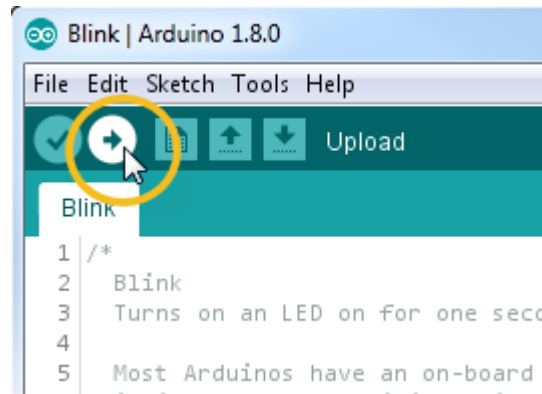 Blink | Arduino 1.8.0
File Edit Sketch Tools Help
Upload
Blink
1 /*
2 Blink
3 Turns on an LED on for one seco
4
5 Most Arduinos have an on-board